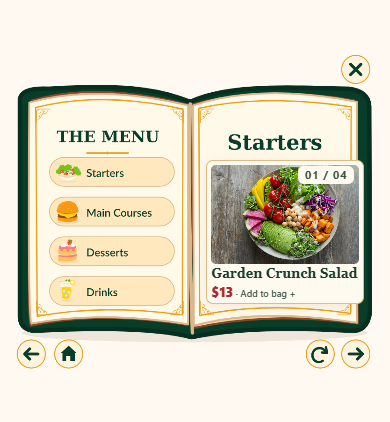 THE MENU
Starters
Main Courses
Desserts
Drinks
Starters
01 / 04
Garden Crunch Salad
$13 · Add to bag +